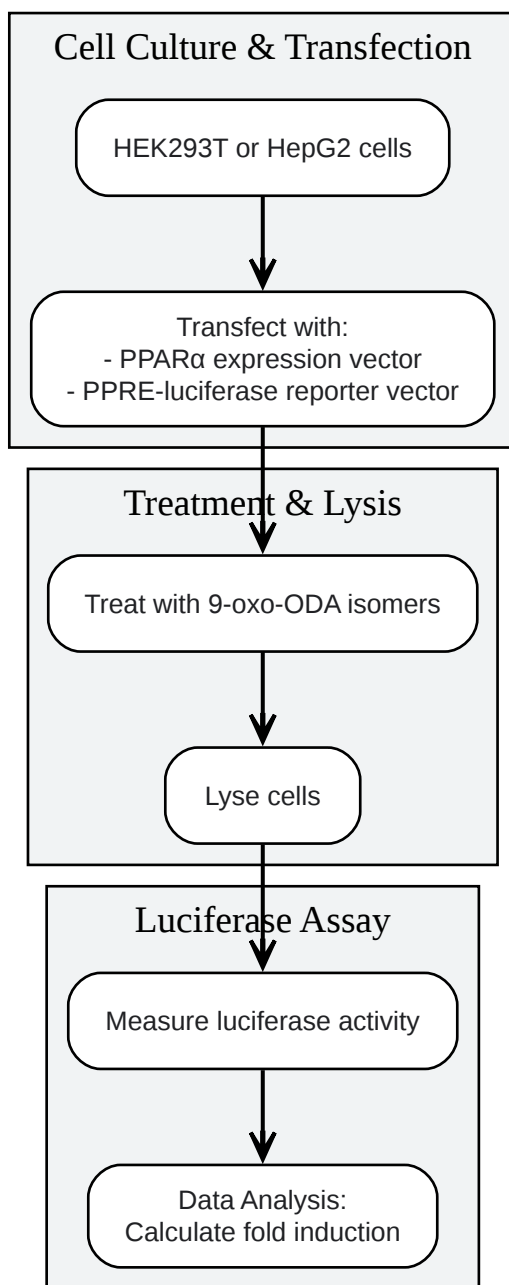 Cell Culture & Transfection
HEK293T or HepG2 cells
Transfect with:
- PPARα expression vector
- PPRE-luciferase reporter vector
Treatment & Lysis
Treat with 9-oxo-ODA isomers
Lyse cells
Luciferase Assay
Measure luciferase activity
Data Analysis:
Calculate fold induction